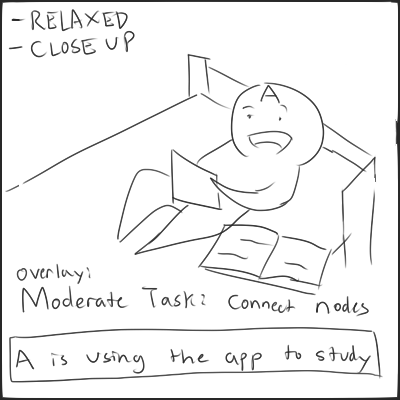 - RELAXED
- CLOSE UP
A
overlay:
Moderate Task: Connect nodes
A is using the app to study